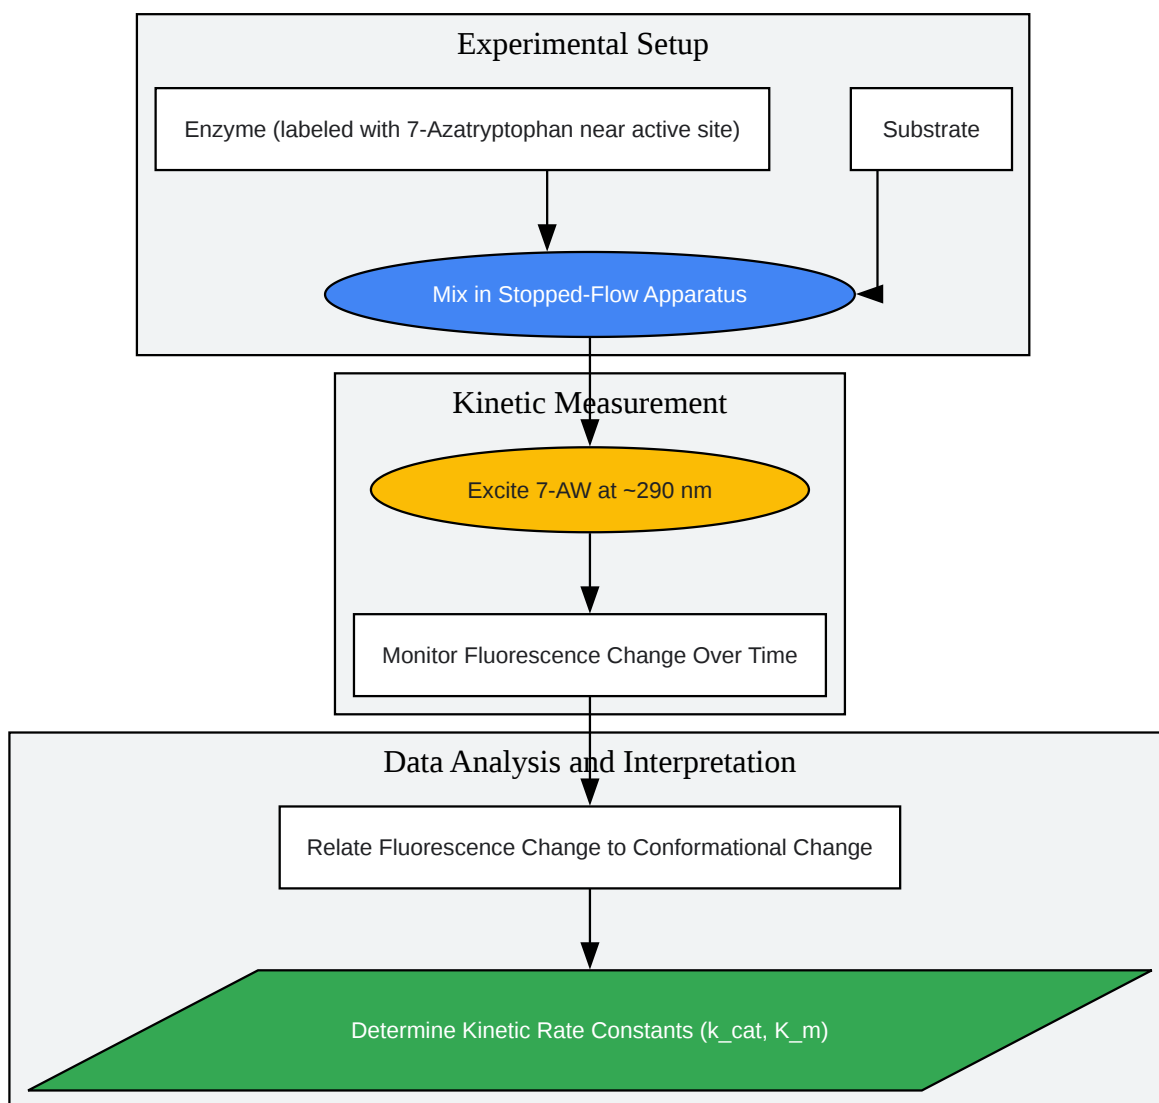 Experimental Setup
Enzyme (labeled with 7-Azatryptophan near active site)
Substrate
Mix in Stopped-Flow Apparatus
Kinetic Measurement
Excite 7-AW at ~290 nm
Monitor Fluorescence Change Over Time
Data Analysis and Interpretation
Relate Fluorescence Change to Conformational Change
Determine Kinetic Rate Constants (k_cat, K_m)